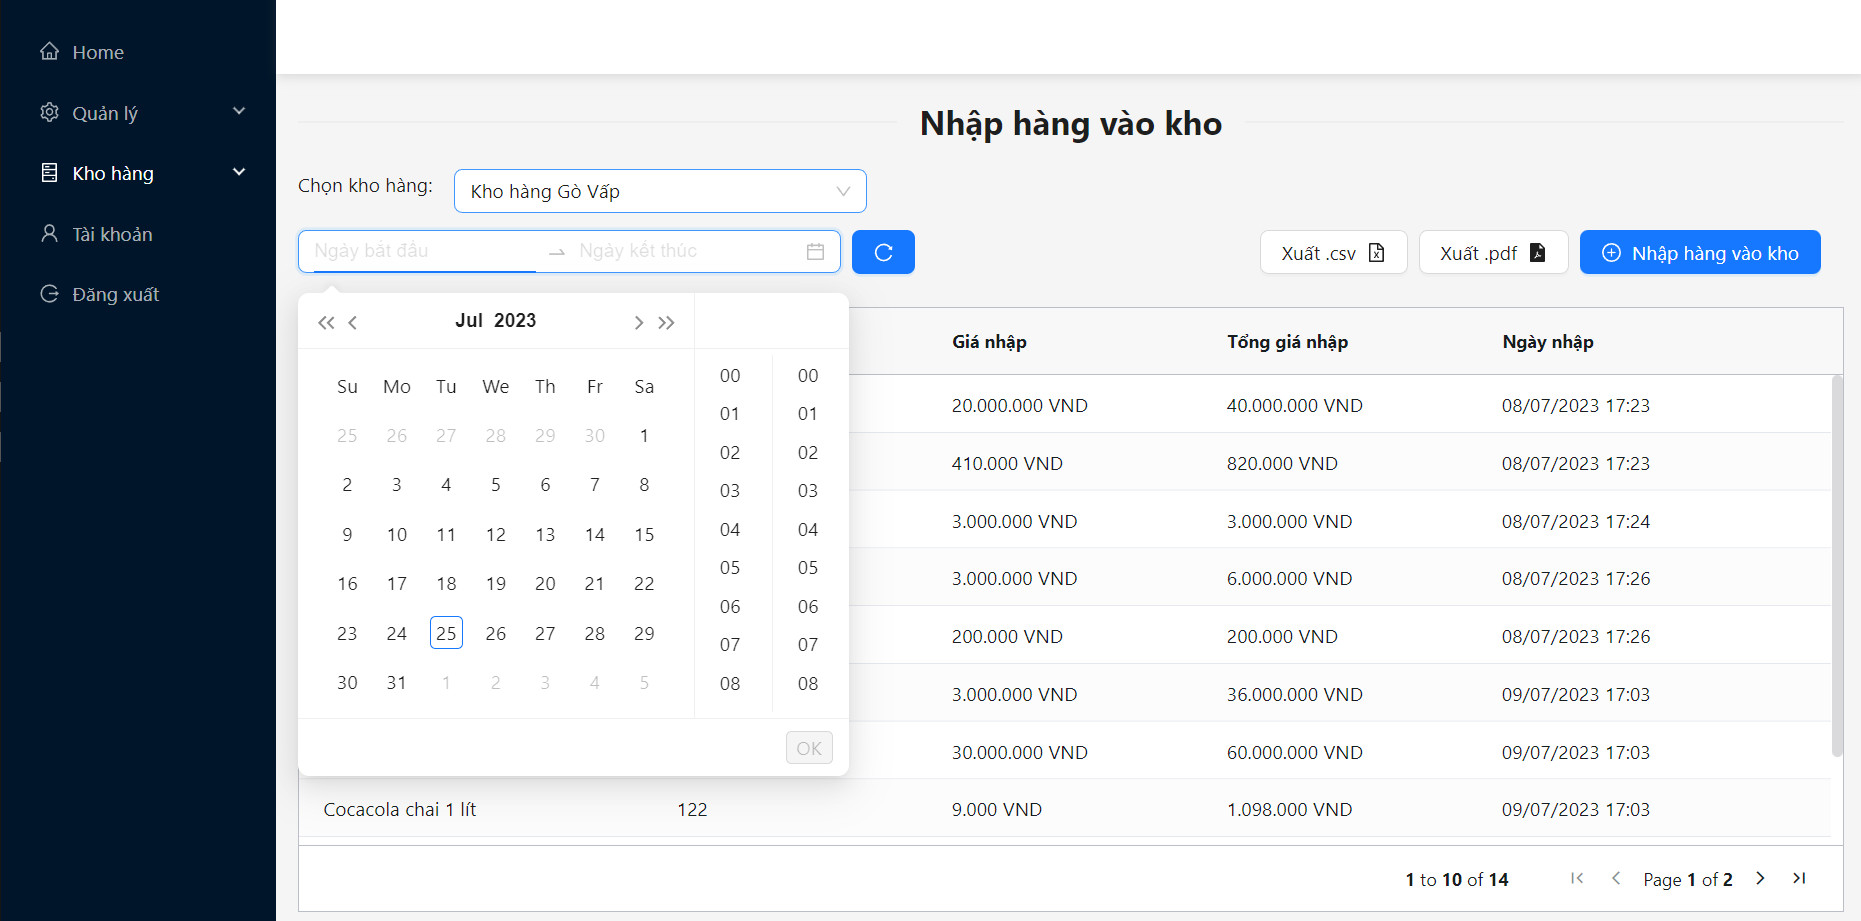 Home
Quản lý
Kho hàng
Tài khoản
Đăng xuất
Nhập hàng vào kho
Chọn kho hàng: Kho hàng Gò Vấp
Ngày bắt đầu Ngày kết thúc Xuất .csv Xuất .pdf Nhập hàng vào kho
Jul 2023
Su Mo Tu We Th Fr Sa
25 26 27 28 29 30 1
2 3 4 5 6 7 8
9 10 11 12 13 14 15
16 17 18 19 20 21 22
23 24 25 26 27 28 29
30 31 1 2 3 4 5
00 00
01 01
02 02
03 03
04 04
05 05
06 06
07 07
08 08
OK
Giá nhập Tổng giá nhập Ngày nhập
20.000.000 VND 40.000.000 VND 08/07/2023 17:23
410.000 VND 820.000 VND 08/07/2023 17:23
3.000.000 VND 3.000.000 VND 08/07/2023 17:24
3.000.000 VND 6.000.000 VND 08/07/2023 17:26
200.000 VND 200.000 VND 08/07/2023 17:26
3.000.000 VND 36.000.000 VND 09/07/2023 17:03
30.000.000 VND 60.000.000 VND 09/07/2023 17:03
Cocacola chai 1 lít 122 9.000 VND 1.098.000 VND 09/07/2023 17:03
1 to 10 of 14 Page 1 of 2